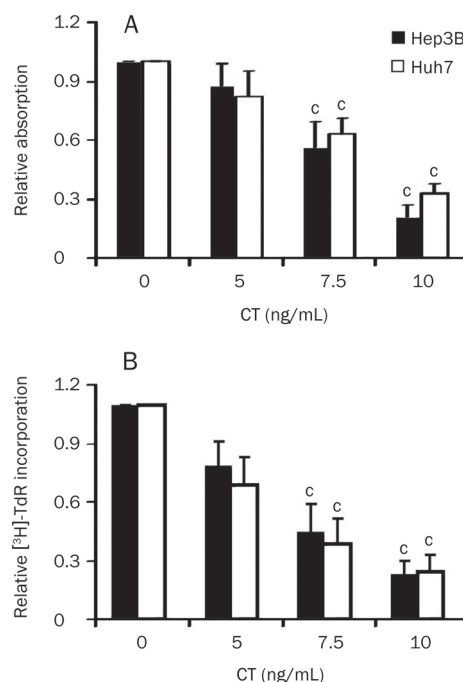 A
Hep3B
Huh7
Relative absorption
1.2
0.9
0.6
0.3
0
c c
c c
0 5 7.5 10
CT (ng/mL)
B
Relative [³H]-TdR incorporation
1.2
0.9
0.6
0.3
0
c c
c c
0 5 7.5 10
CT (ng/mL)